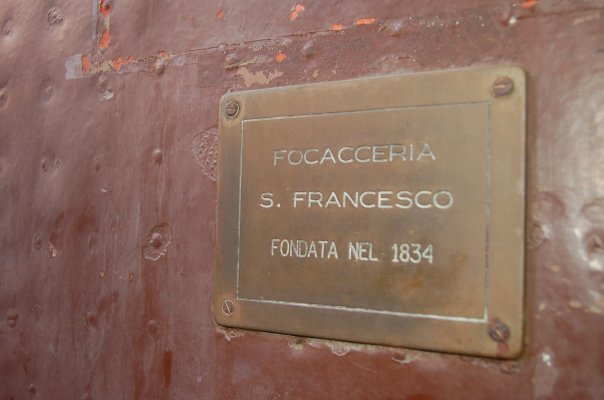 FOCACCERIA
S. FRANCESCO
FONDATA NEL 1834